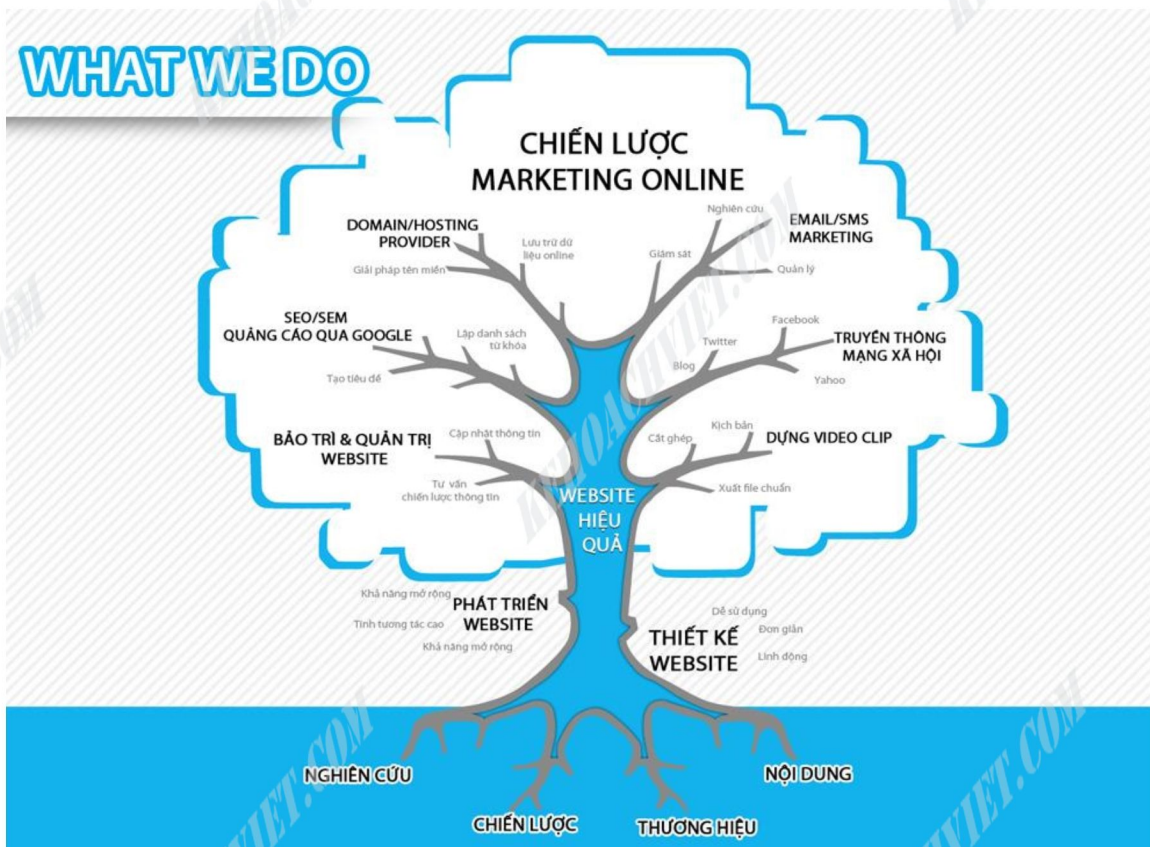 WHAT WE DO
CHIẾN LƯỢC
MARKETING ONLINE
DOMAIN/HOSTING
PROVIDER
Giải pháp tên miền
Lưu trữ dữ
liệu online
Nghiên cứu
Giám sát
EMAIL/SMS
MARKETING
Quản lý
SEO/SEM
QUẢNG CÁO QUA GOOGLE
Lập danh sách
từ khóa
Tạo tiêu đề
Facebook
Twitter
Blog
TRUYỀN THÔNG
MẠNG XÃ HỘI
Yahoo
BẢO TRÌ & QUẢN TRỊ
WEBSITE
Cập nhật thông tin
Tư vấn
chiến lược thông tin
Kịch bản
Cắt ghép
DỰNG VIDEO CLIP
Xuất file chuẩn
WEBSITE
HIỆU
QUẢ
Khả năng mở rộng
PHÁT TRIỂN
WEBSITE
Tính tương tác cao
Khả năng mở rộng
Dễ sử dụng
THIẾT KẾ
WEBSITE
Đơn giản
Linh động
NGHIÊN CỨU
CHIẾN LƯỢC
THƯƠNG HIỆU
NỘI DUNG
KEHOACHVIET.COM